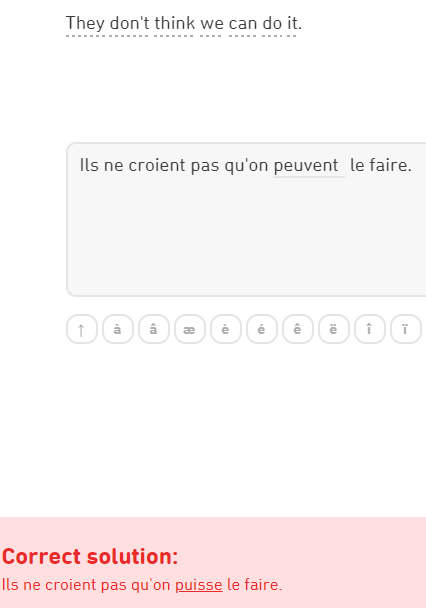 They don't think we can do it.
Ils ne croient pas qu'on peuvent le faire.
↑ à â æ è é ê ë î ï
Correct solution:
Ils ne croient pas qu'on puisse le faire.